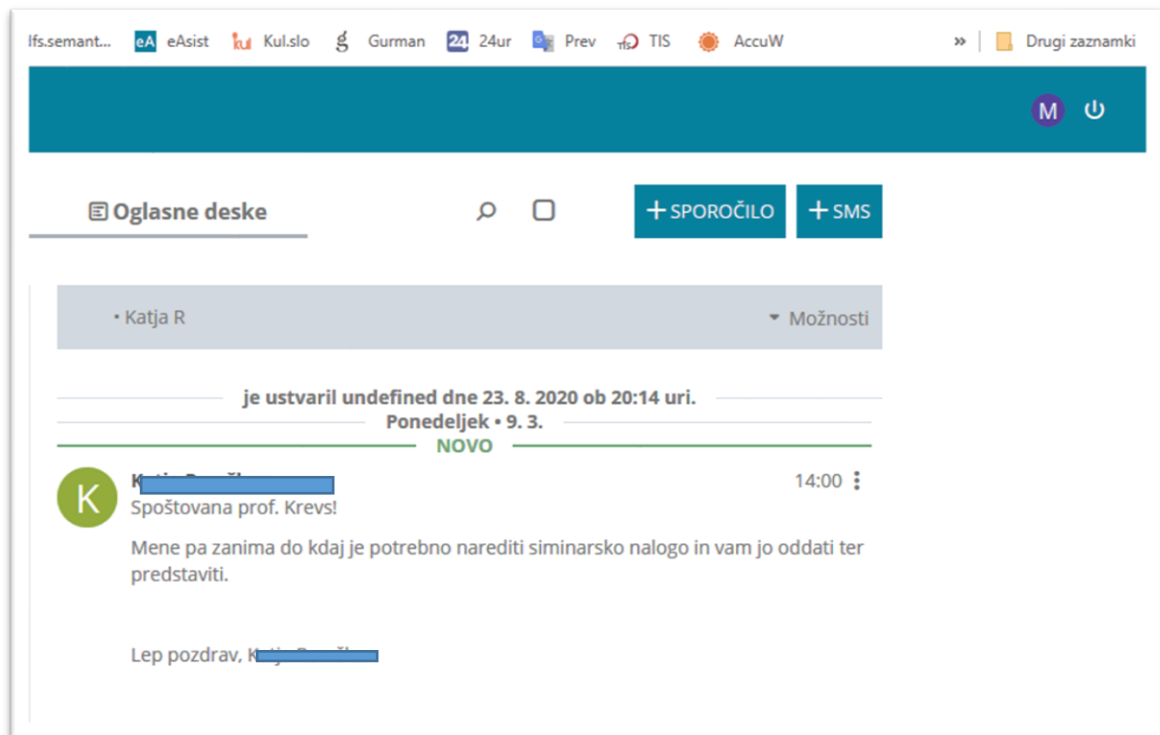 lfs.semant... eA eAsist kul Kul.slo g Gurman 24 24ur Prev TIS AccuW » Drugi zaznamki
M
Oglasne deske + SPOROČILO + SMS
• Katja R Možnosti
je ustvaril undefined dne 23. 8. 2020 ob 20:14 uri.
Ponedeljek • 9. 3.
NOVO
K 14:00
Spoštovana prof. Krevs!
Mene pa zanima do kdaj je potrebno narediti siminarsko nalogo in vam jo oddati ter
predstaviti.
Lep pozdrav,